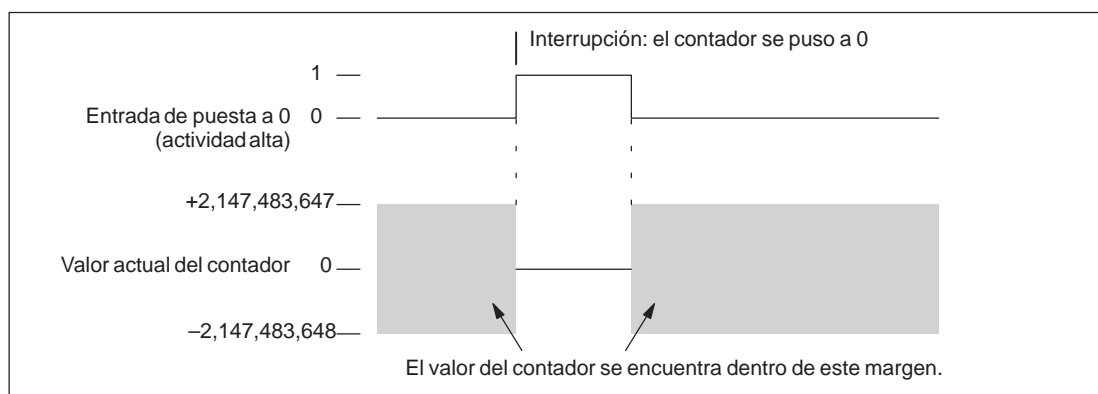 Interrupción: el contador se puso a 0
1
Entrada de puesta a 0 0
(actividad alta)
+2,147,483,647
Valor actual del contador 0
–2,147,483,648
El valor del contador se encuentra dentro de este margen.